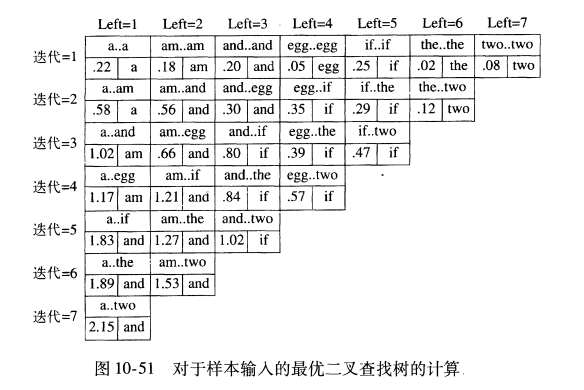 Left=1 Left=2 Left=3 Left=4 Left=5 Left=6 Left=7
a..a am..am and..and egg..egg if..if the..the two..two
迭代=1
.22 a .18 am .20 and .05 egg .25 if .02 the .08 two
a..am am..and and..egg egg..if if..the the..two
迭代=2
.58 a .56 and .30 and .35 if .29 if .12 two
a..and am..egg and..if egg..the if..two
迭代=3
1.02 am .66 and .80 if .39 if .47 if
a..egg am..if and..the egg..two
迭代=4
1.17 am 1.21 and .84 if .57 if
a..if am..the and..two
迭代=5
1.83 and 1.27 and 1.02 if
a..the am..two
迭代=6
1.89 and 1.53 and
a..two
迭代=7
2.15 and
图 10-51 对于样本输入的最优二叉查找树的计算